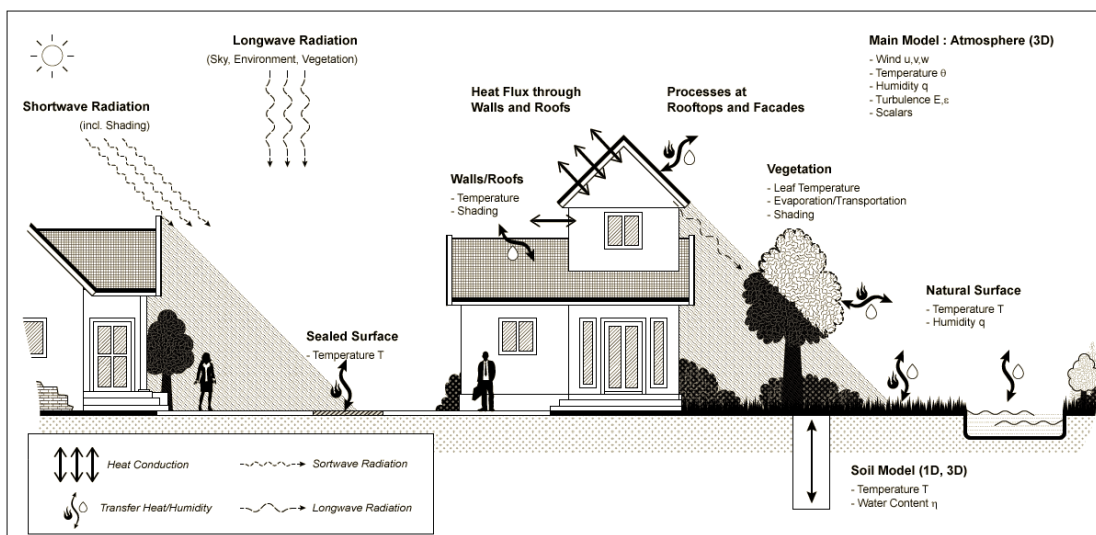 Longwave Radiation
(Sky, Environment, Vegetation)
Shortwave Radiation
(incl. Shading)
Heat Flux through
Walls and Roofs
Processes at
Rooftops and Facades
Main Model : Atmosphere (3D)
- Wind u,v,w
- Temperature θ
- Humidity q
- Turbulence E,ε
- Scalars
Walls/Roofs
- Temperature
- Shading
Vegetation
- Leaf Temperature
- Evaporation/Transportation
- Shading
Natural Surface
- Temperature T
- Humidity q
Sealed Surface
- Temperature T
Soil Model (1D, 3D)
- Temperature T
- Water Content η
Heat Conduction
Sortwave Radiation
Transfer Heat/Humidity
Longwave Radiation